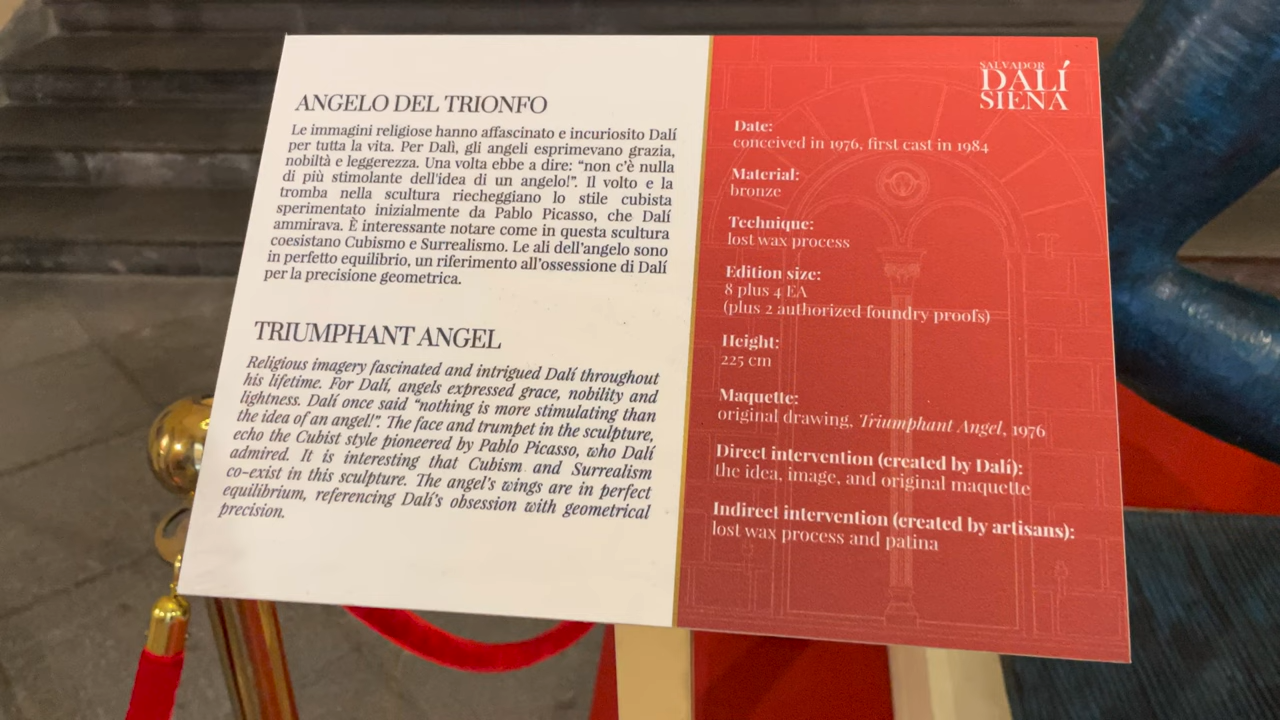 ANGELO DEL TRIONFO
Le immagini religiose hanno affascinato e incuriosito Dalí
per tutta la vita. Per Dalì, gli angeli esprimevano grazia,
nobiltà e leggerezza. Una volta ebbe a dire: “non c’è nulla
di più stimolante dell'idea di un angelo!”. Il volto e la
tromba nella scultura riecheggiano lo stile cubista
sperimentato inizialmente da Pablo Picasso, che Dalí
ammirava. È interessante notare come in questa scultura
coesistano Cubismo e Surrealismo. Le ali dell’angelo sono
in perfetto equilibrio, un riferimento all’ossessione di Dalí
per la precisione geometrica.
TRIUMPHANT ANGEL
Religious imagery fascinated and intrigued Dalí throughout
his lifetime. For Dalí, angels expressed grace, nobility and
lightness. Dalí once said “nothing is more stimulating than
the idea of an angel!”. The face and trumpet in the sculpture,
echo the Cubist style pioneered by Pablo Picasso, who Dalí
admired. It is interesting that Cubism and Surrealism
co-exist in this sculpture. The angel’s wings are in perfect
equilibrium, referencing Dalí’s obsession with geometrical
precision.
SALVADOR
DALÍ
SIENA
Date:
conceived in 1976, first cast in 1984
Material:
bronze
Technique:
lost wax process
Edition size:
8 plus 4 EA
(plus 2 authorized foundry proofs)
Height:
225 cm
Maquette:
original drawing, Triumphant Angel, 1976
Direct intervention (created by Dalí):
the idea, image, and original maquette
Indirect intervention (created by artisans):
lost wax process and patina